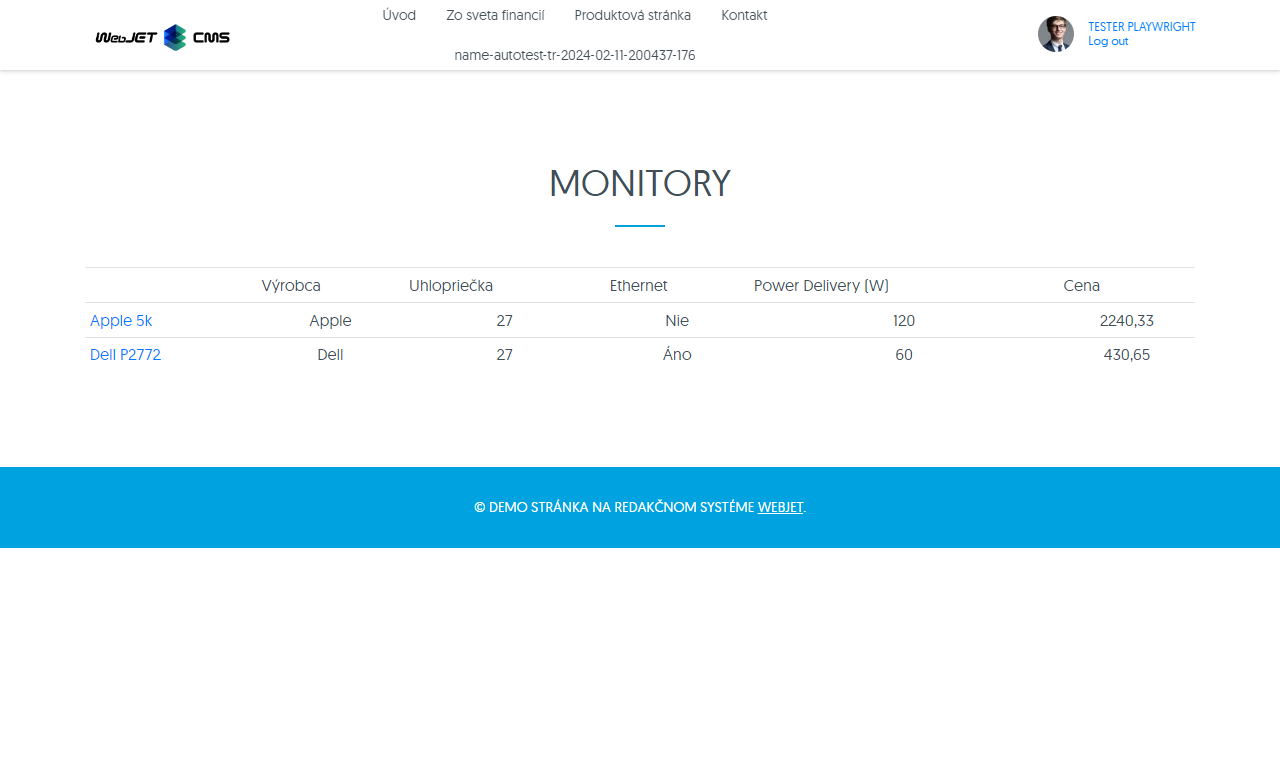 WebJET CMS
Úvod Zo sveta financií Produktová stránka Kontakt
name-autotest-tr-2024-02-11-200437-176
TESTER PLAYWRIGHT
Log out
MONITORY
Výrobca Uhlopriečka Ethernet Power Delivery (W) Cena
Apple 5k Apple 27 Nie 120 2240,33
Dell P2772 Dell 27 Áno 60 430,65
© DEMO STRÁNKA NA REDAKČNOM SYSTÉME WEBJET.